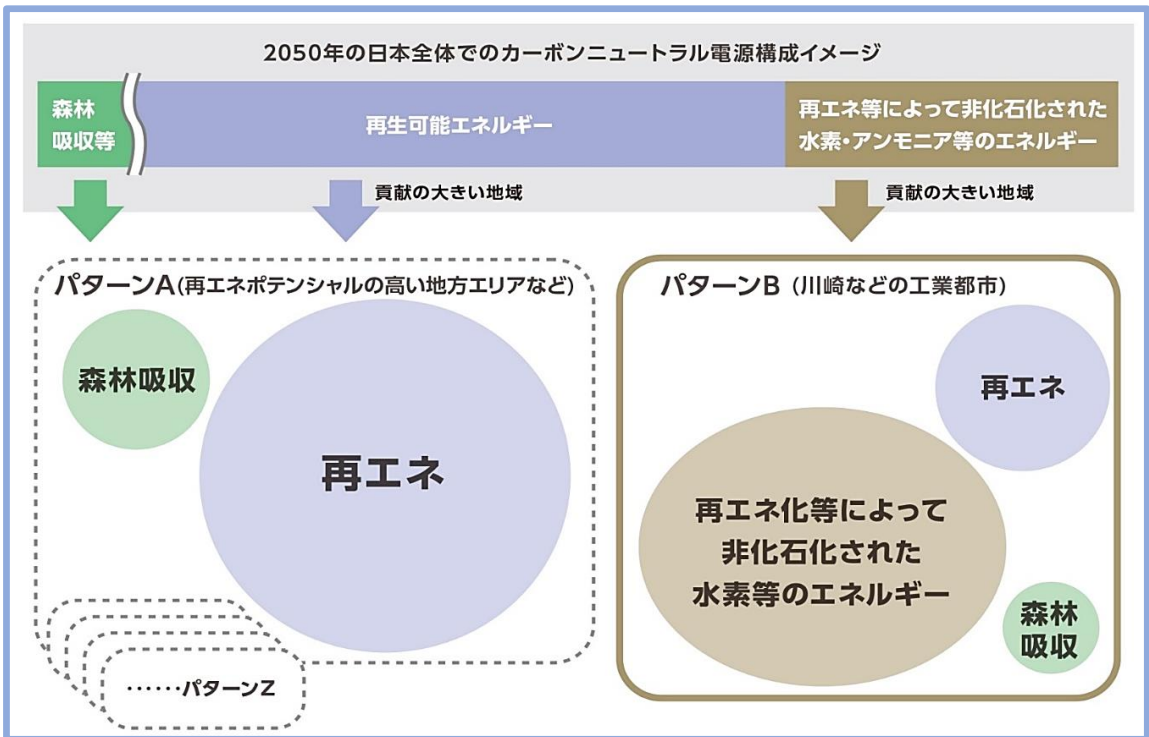 2050年の日本全体でのカーボンニュートラル電源構成イメージ
森林
吸収等
再生可能エネルギー
再エネ等によって非化石化された
水素・アンモニア等のエネルギー
貢献の大きい地域
貢献の大きい地域
パターンA(再エネポテンシャルの高い地方エリアなど)
森林吸収
再エネ
……パターンZ
パターンB (川崎などの工業都市)
再エネ
再エネ化等によって
非化石化された
水素等のエネルギー
森林
吸収